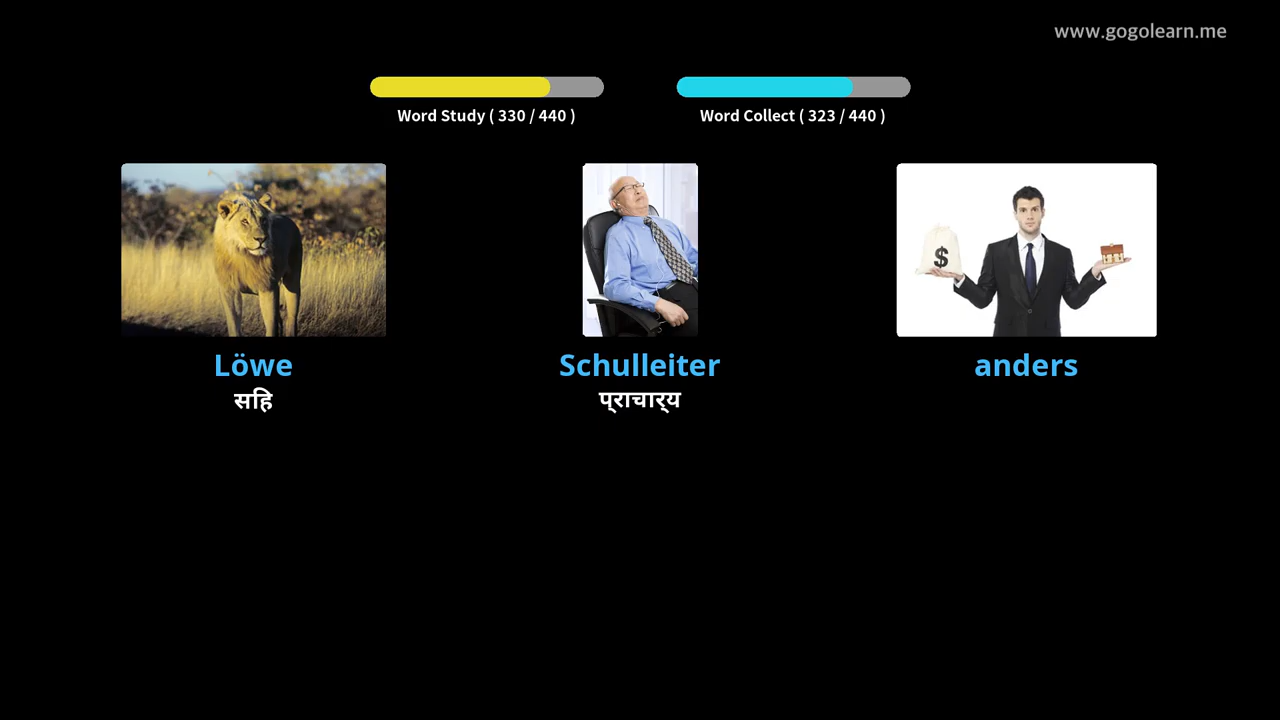 www.gogolearn.me
Word Study ( 330 / 440 )
Word Collect ( 323 / 440 )
$
Löwe
Schulleiter
anders
सहि
प्राचार्य